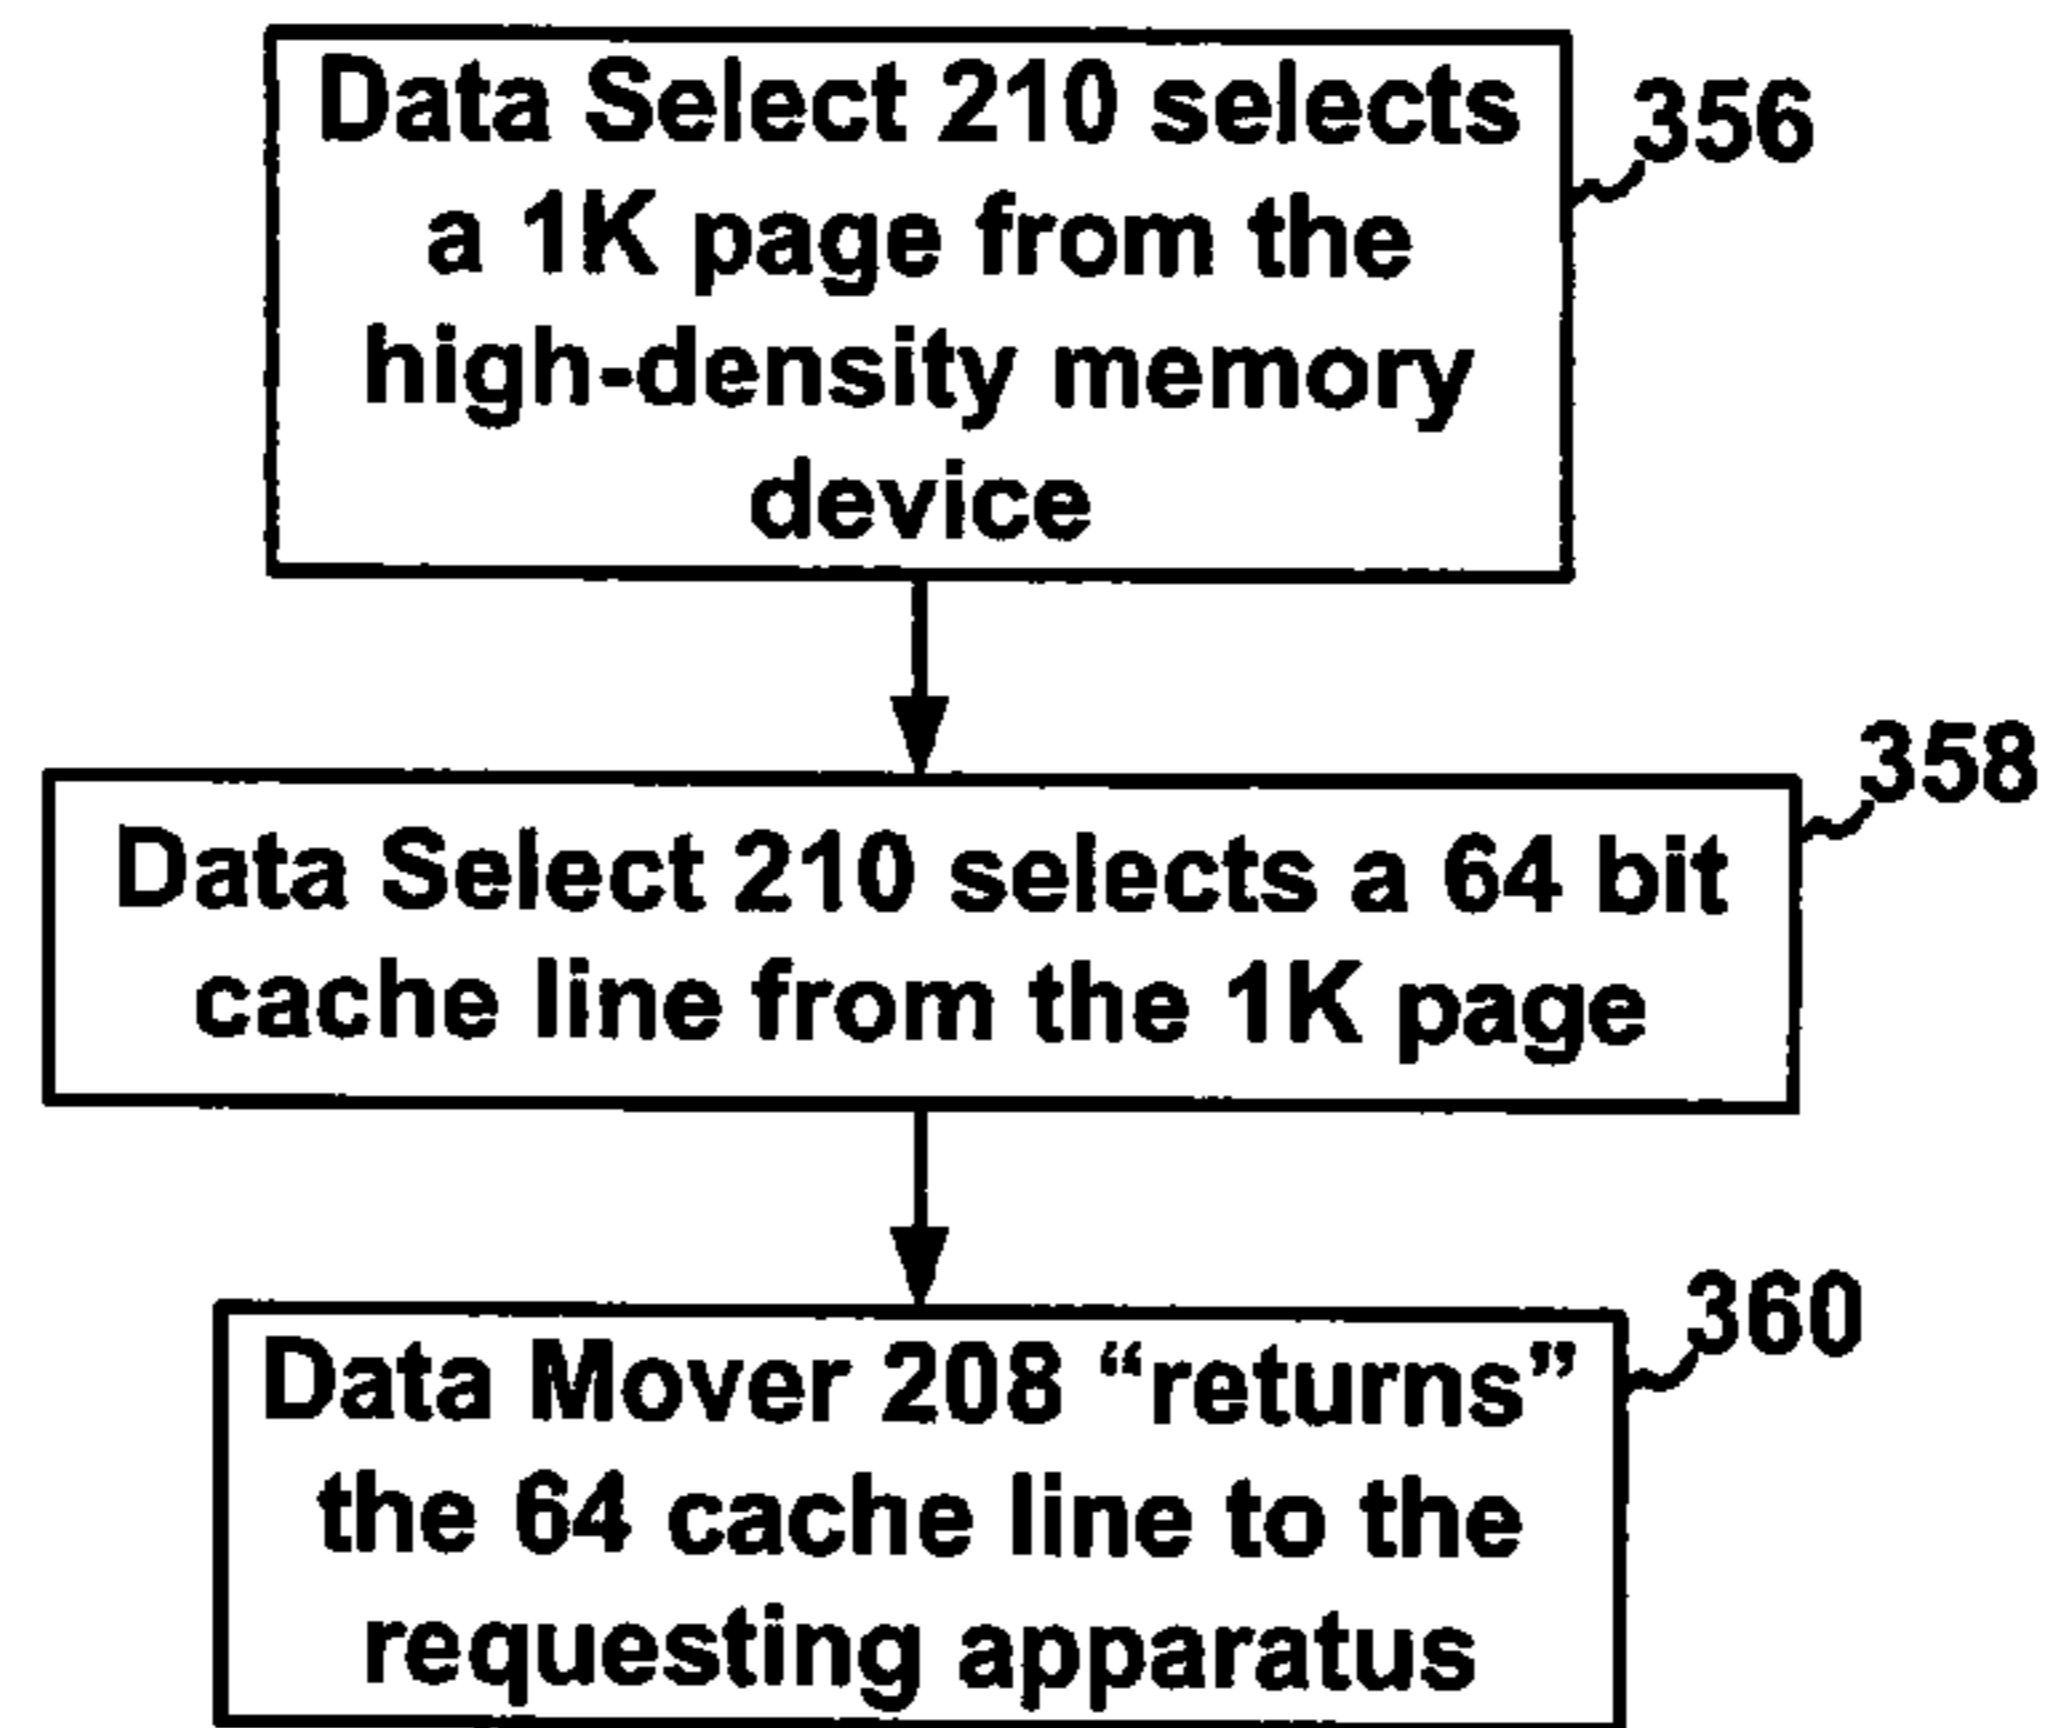 Data Select 210 selects
a 1K page from the
high-density memory
device
356
Data Select 210 selects a 64 bit
cache line from the 1K page
358
Data Mover 208 “returns”
the 64 cache line to the
requesting apparatus
360